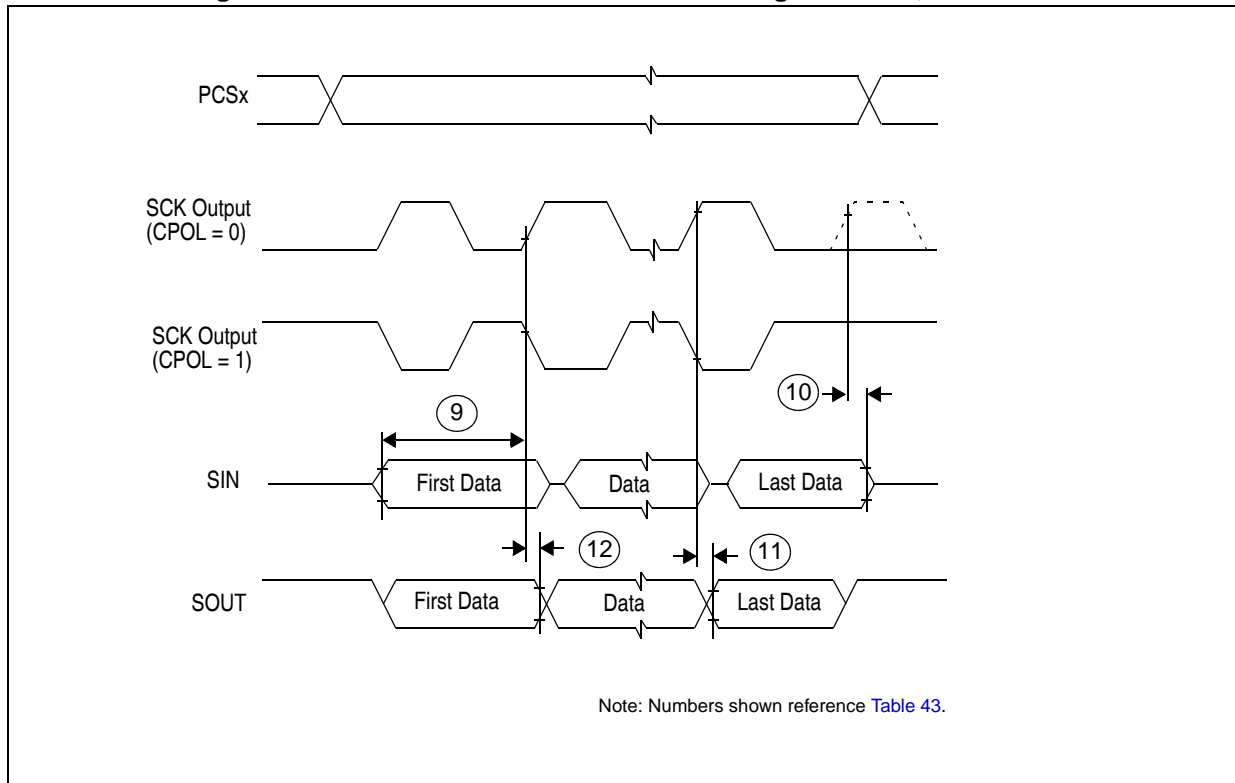 PCSx
SCK Output
(CPOL = 0)
SCK Output
(CPOL = 1)
10
9
SIN
First Data
Data
Last Data
12
11
SOUT
First Data
Data
Last Data
Note: Numbers shown reference Table 43.